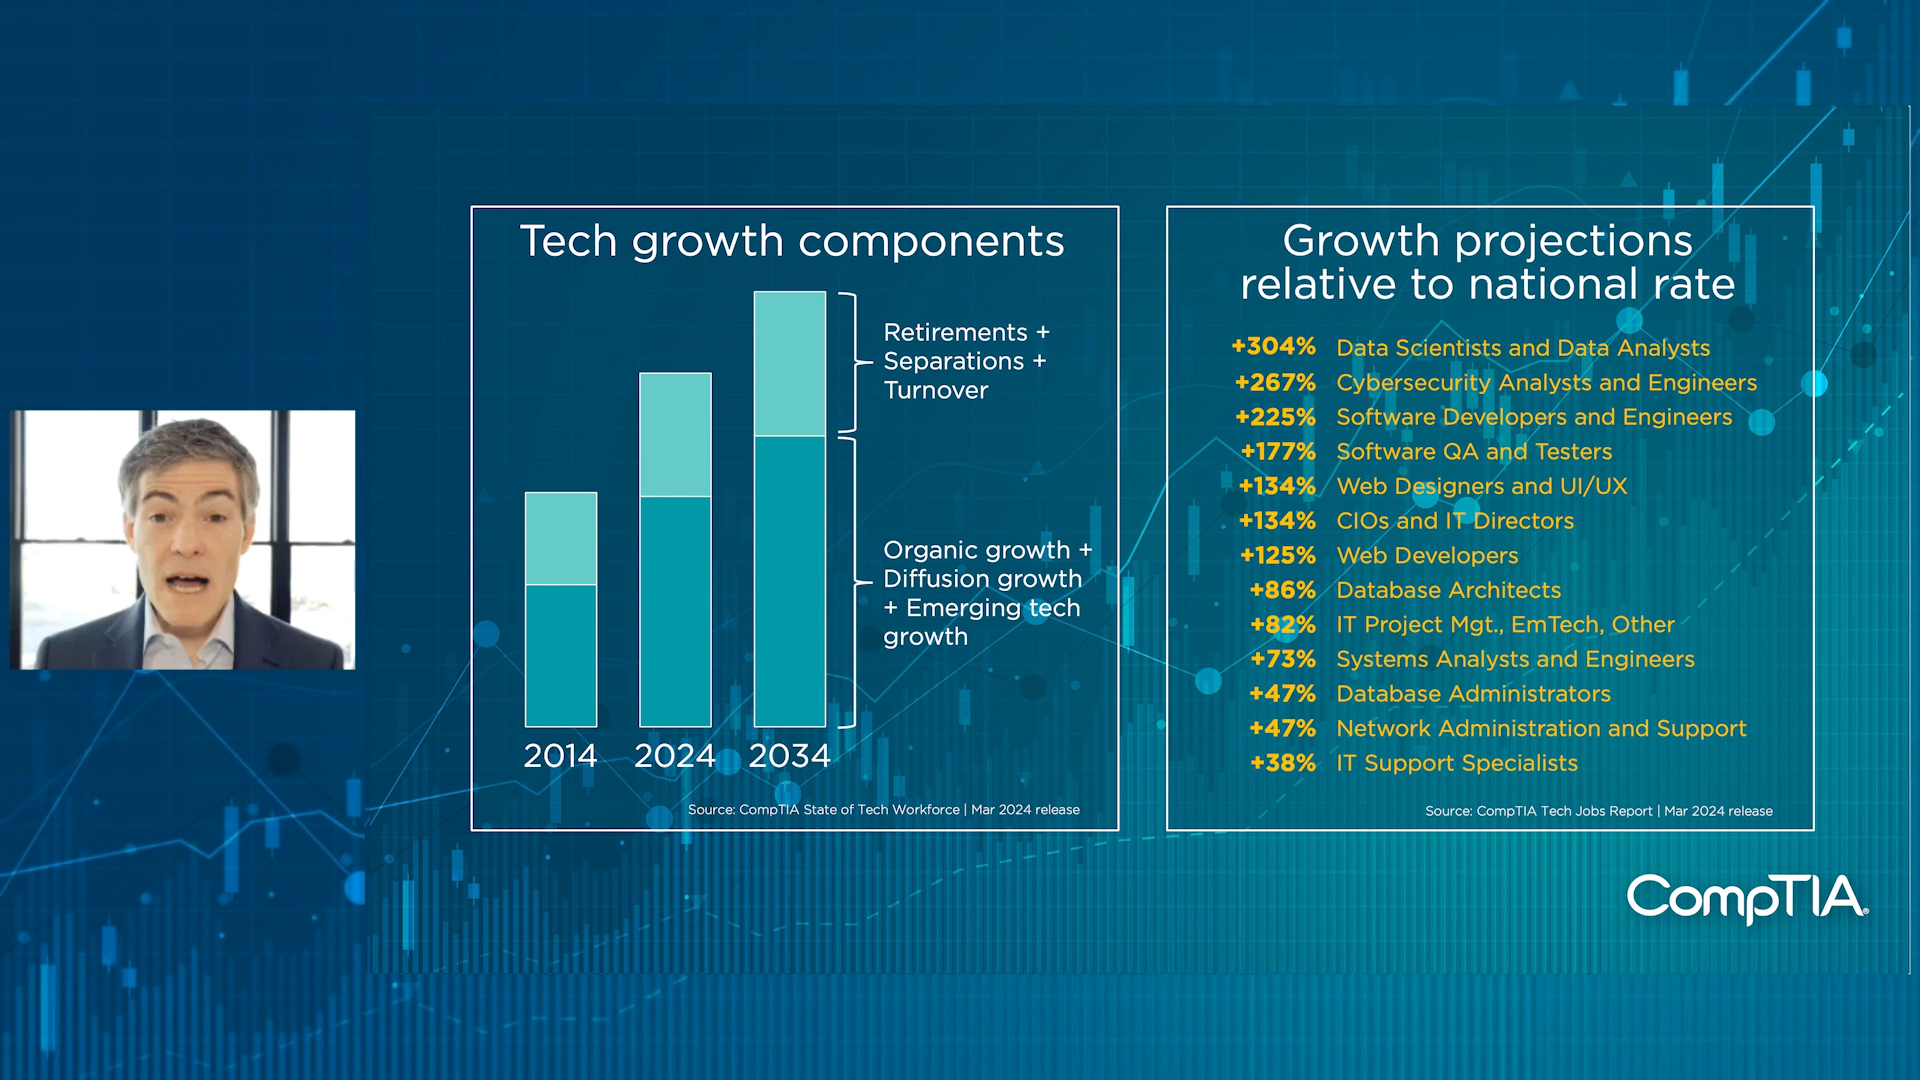 Tech growth components
Retirements +
Separations +
Turnover
Organic growth +
Diffusion growth
+ Emerging tech
growth
2014 2024 2034
Source: CompTIA State of Tech Workforce | Mar 2024 release
Growth projections
relative to national rate
+304% Data Scientists and Data Analysts
+267% Cybersecurity Analysts and Engineers
+225% Software Developers and Engineers
+177% Software QA and Testers
+134% Web Designers and UI/UX
+134% CIOs and IT Directors
+125% Web Developers
+86% Database Architects
+82% IT Project Mgt., EmTech, Other
+73% Systems Analysts and Engineers
+47% Database Administrators
+47% Network Administration and Support
+38% IT Support Specialists
Source: CompTIA Tech Jobs Report | Mar 2024 release
CompTIA®